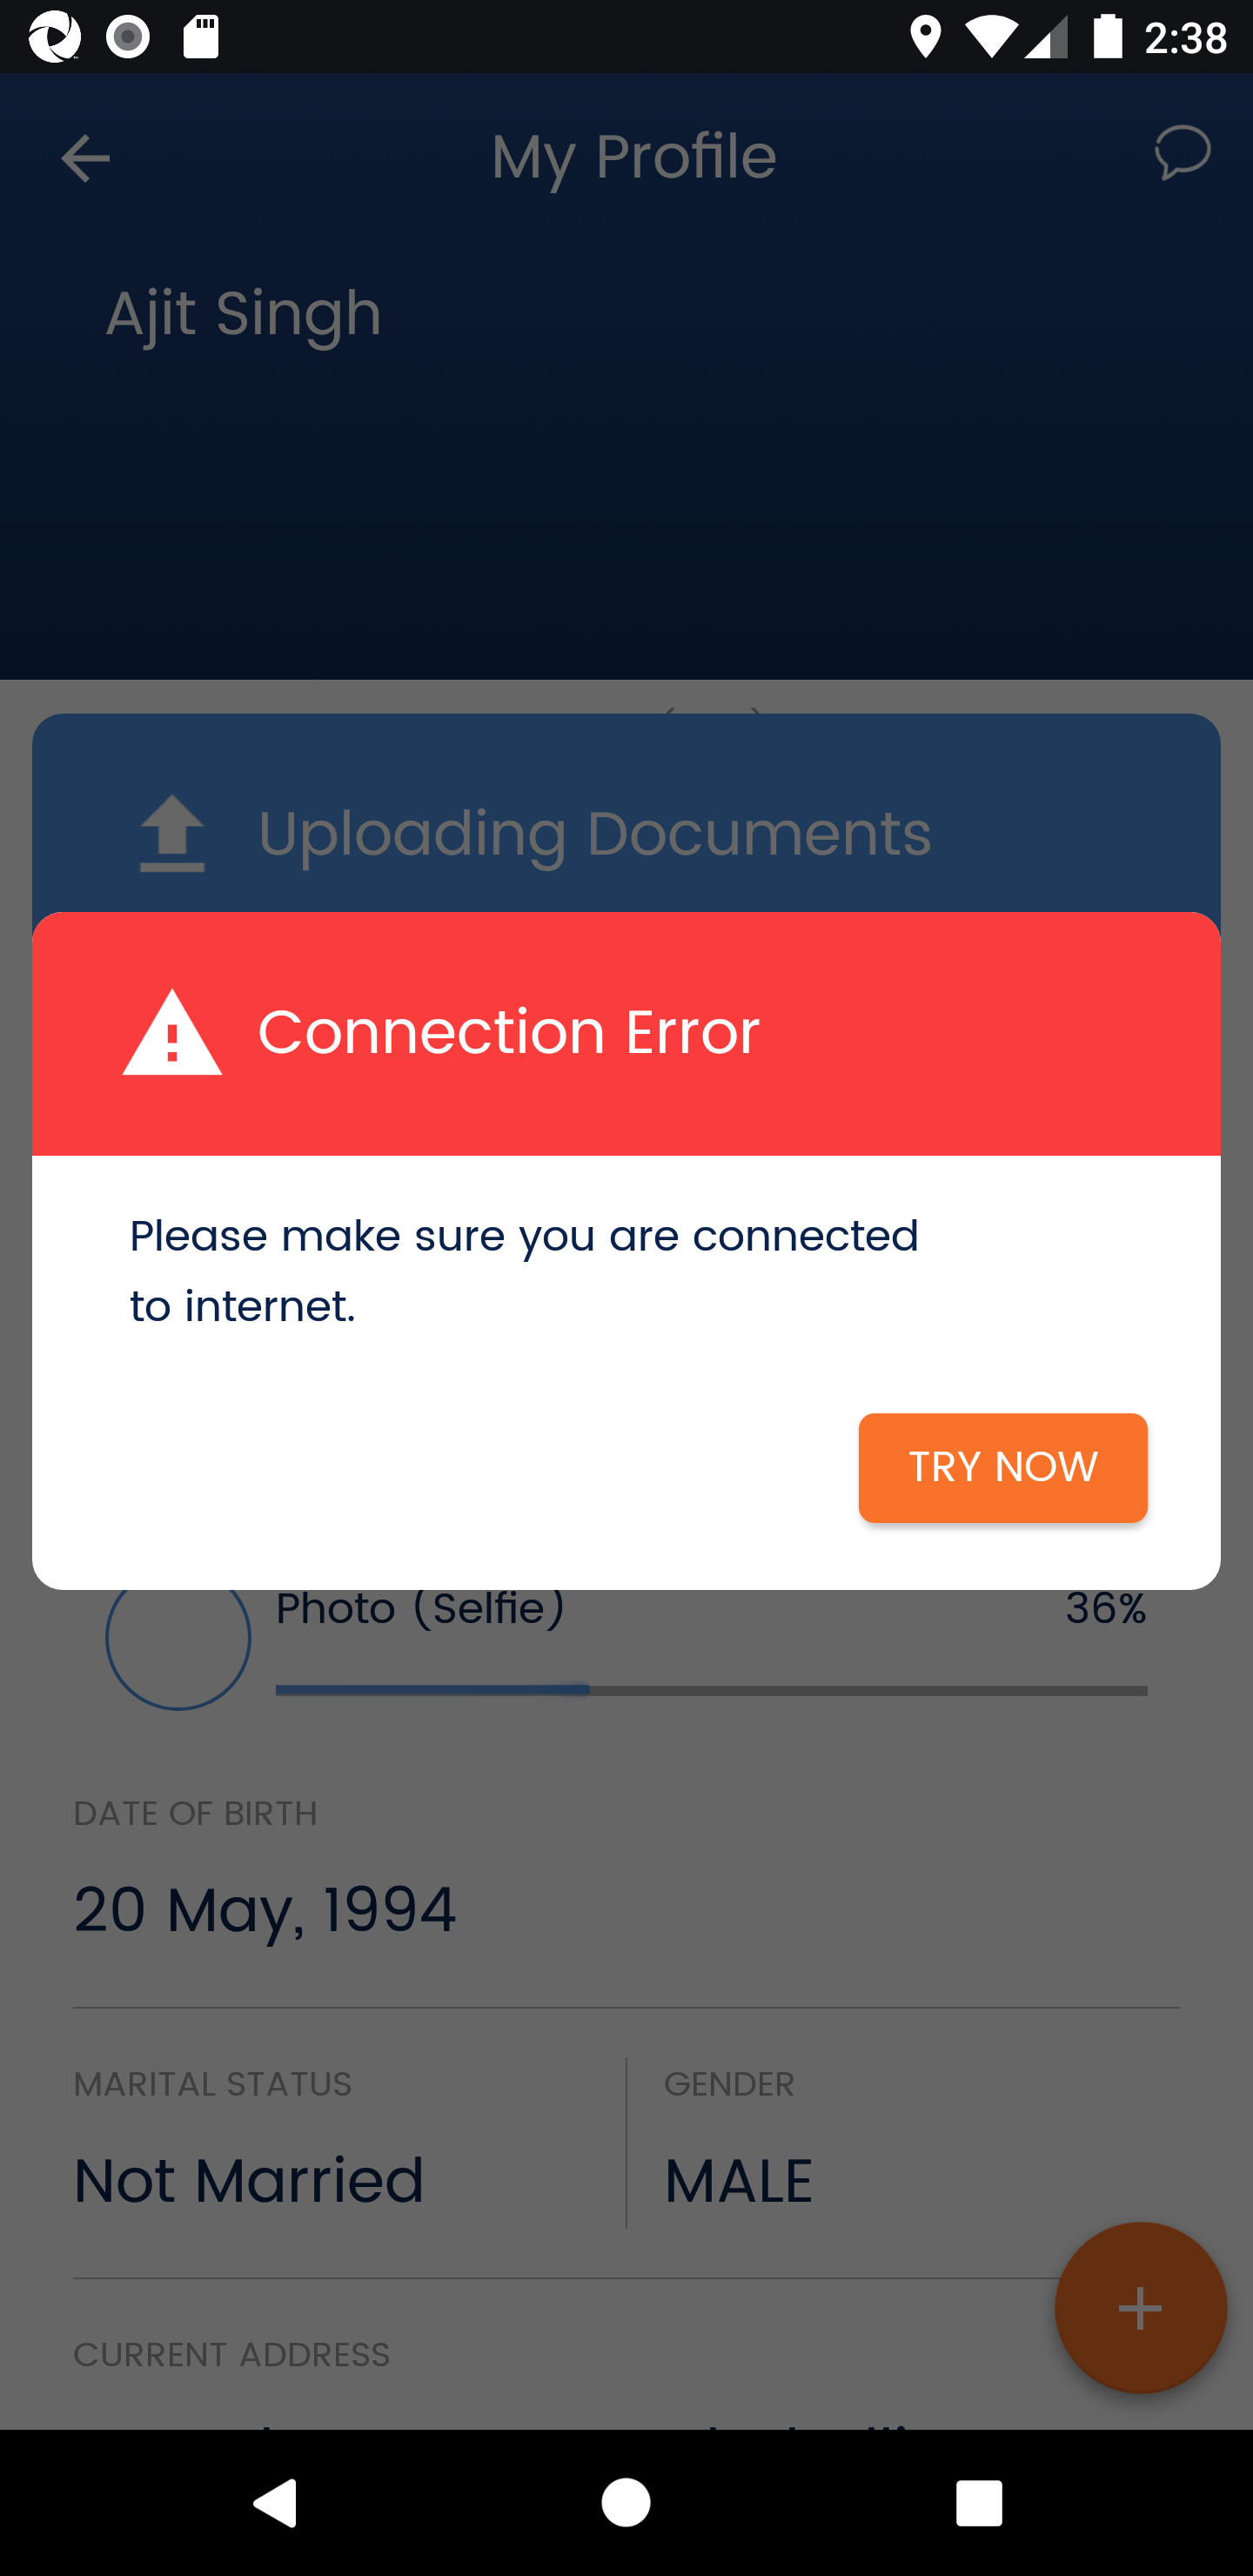 2:38
My Profile
Ajit Singh
Uploading Documents
Connection Error
Please make sure you are connected
to internet.
TRY NOW
Photo (Selfie)
36%
DATE OF BIRTH
20 May, 1994
MARITAL STATUS
GENDER
Not Married
MALE
CURRENT ADDRESS